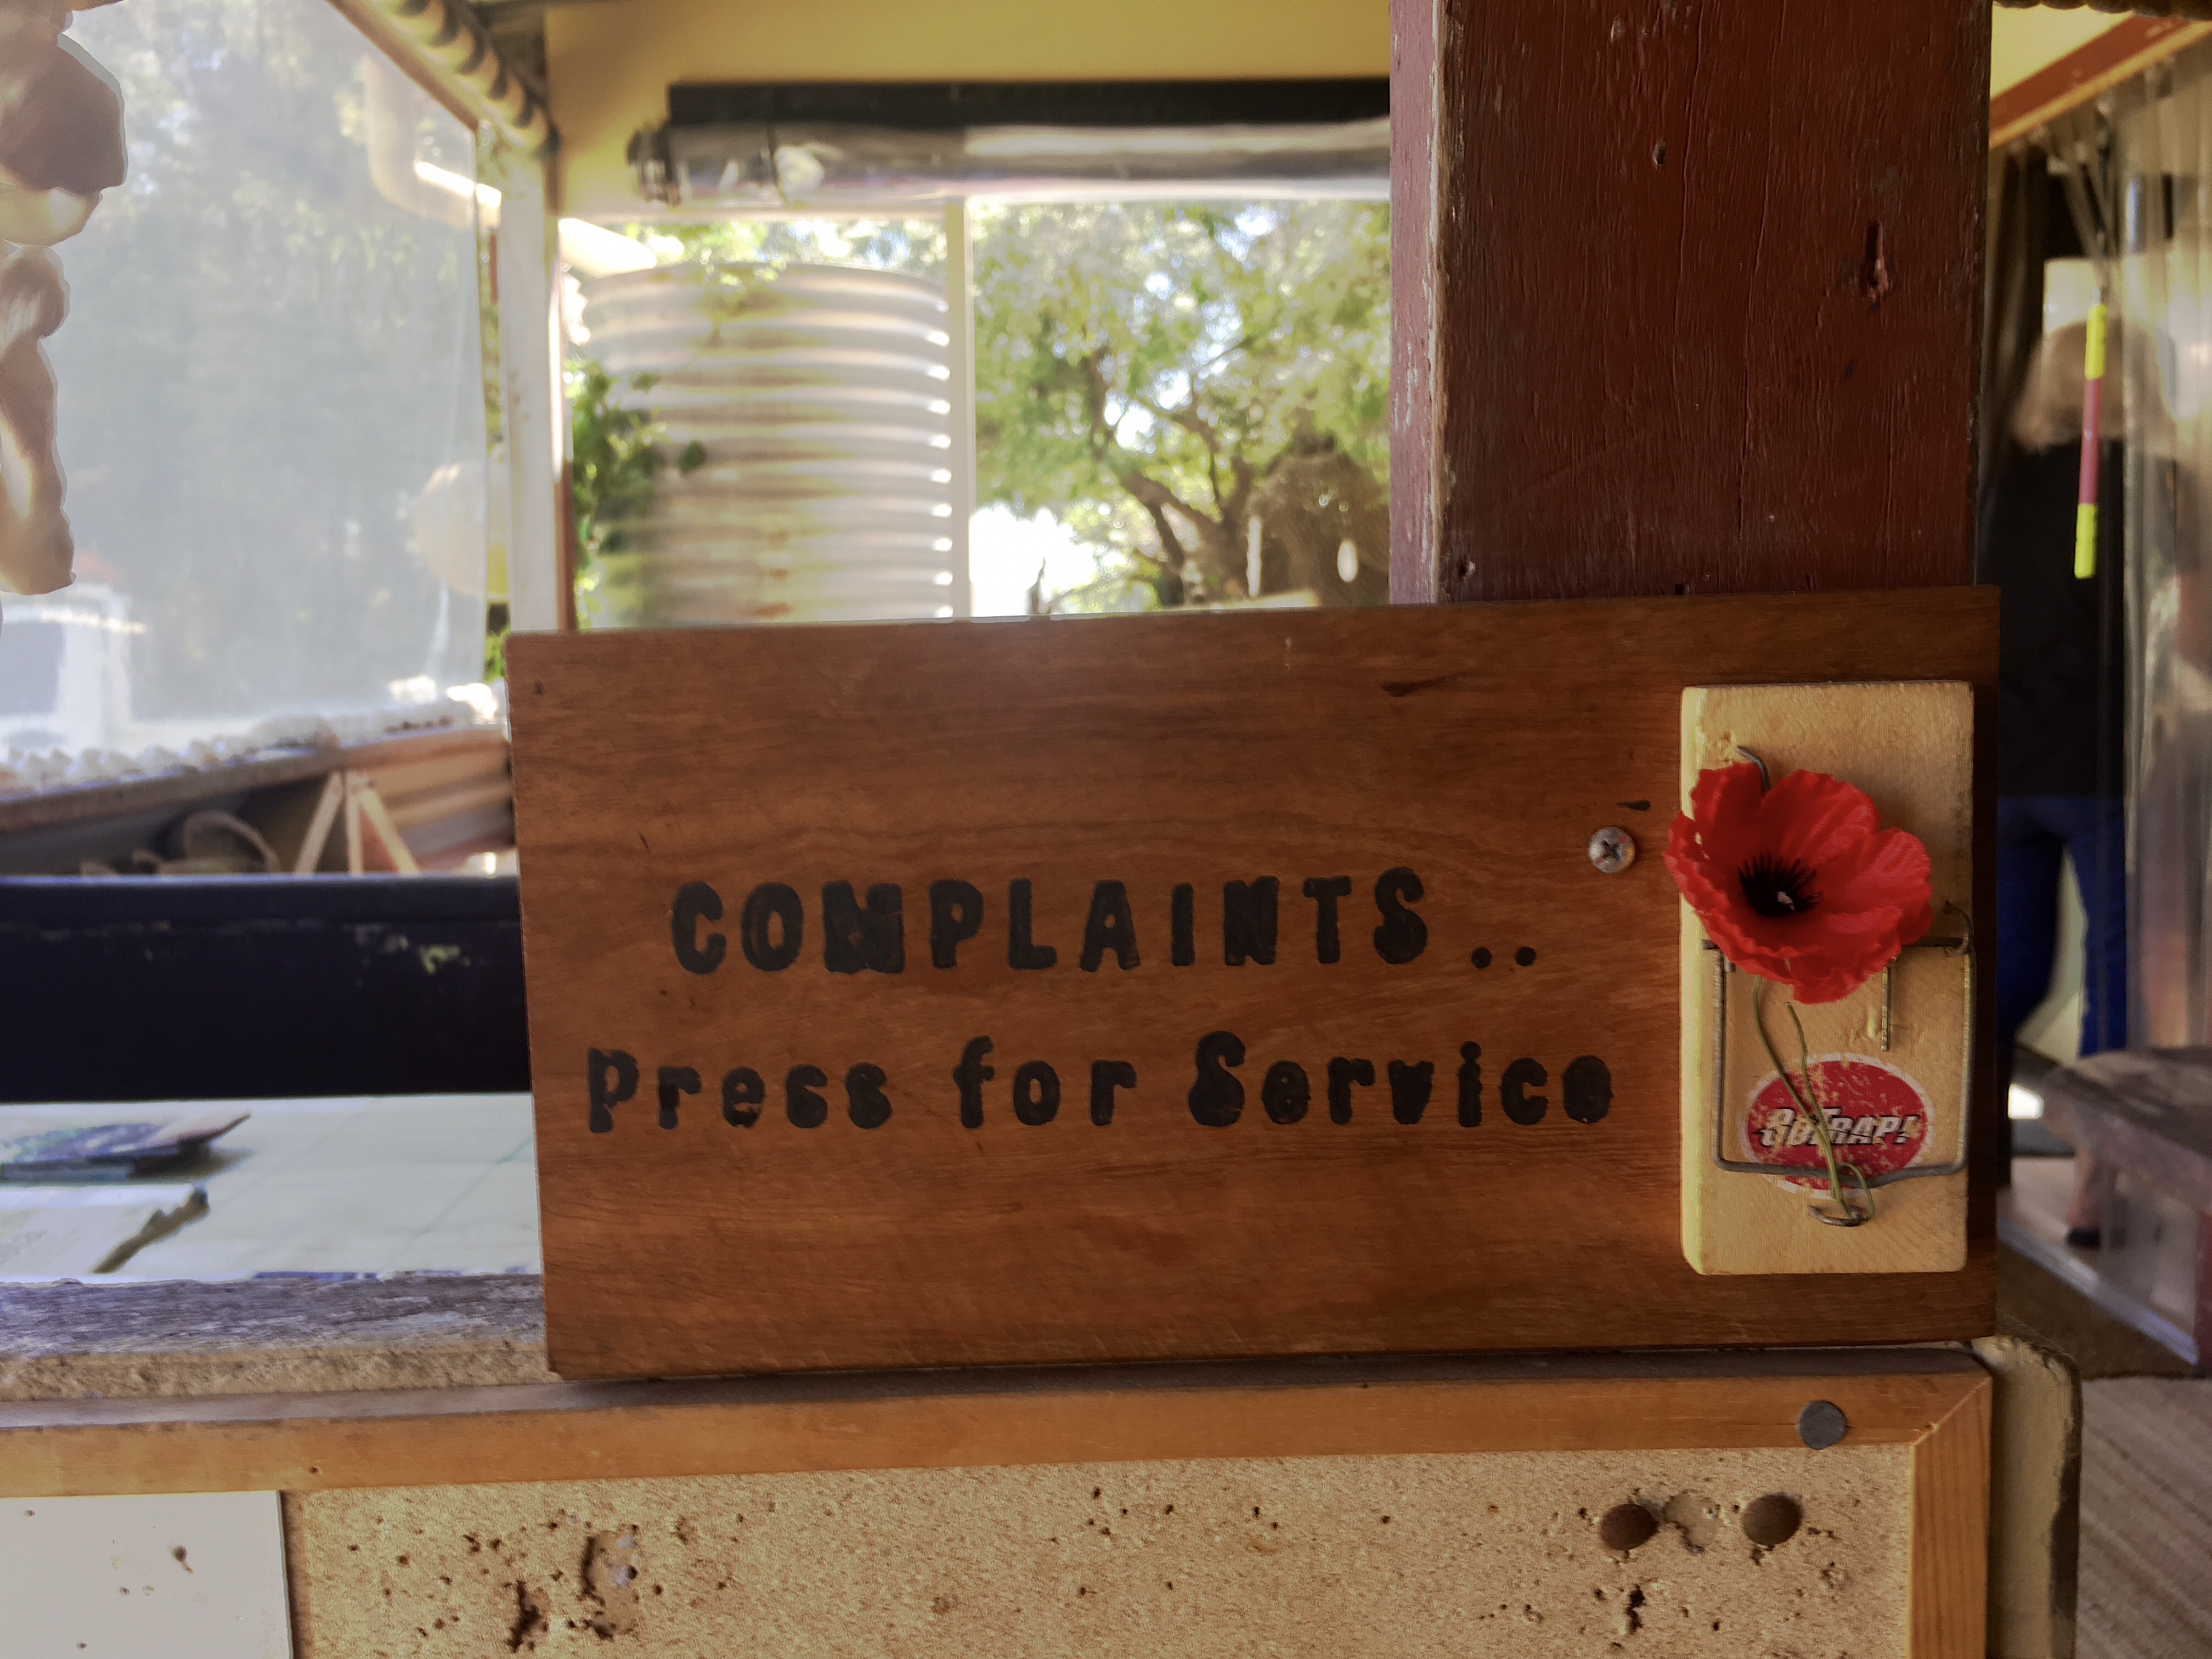 COMPLAINTS..
Press for Service